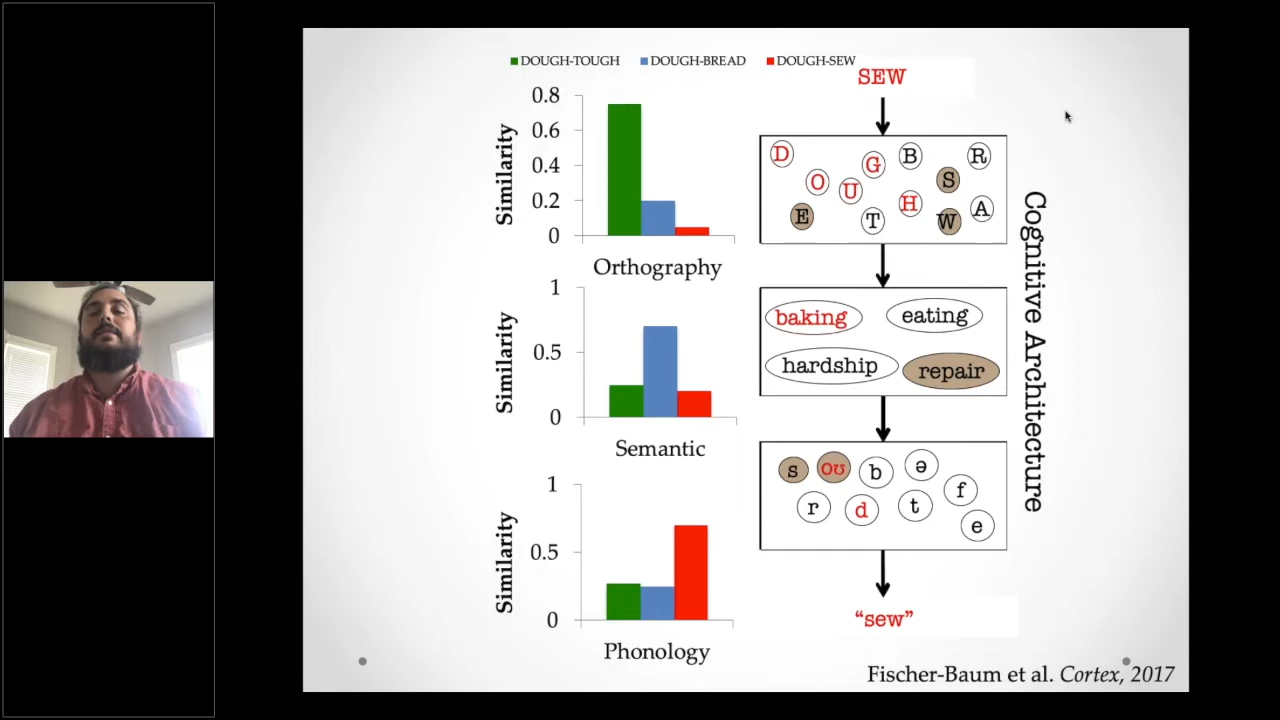 DOUGH-TOUGH DOUGH-BREAD DOUGH-SEW
0.8
0.6
0.4
0.2
0
Similarity
Orthography
1
0.5
0
Similarity
Semantic
1
0.5
0
Similarity
Phonology
SEW
D O U G H B R S E T W A
baking eating
hardship repair
s oʊ b ə f
r d t e
"sew"
Cognitive Architecture
Fischer-Baum et al. Cortex, 2017